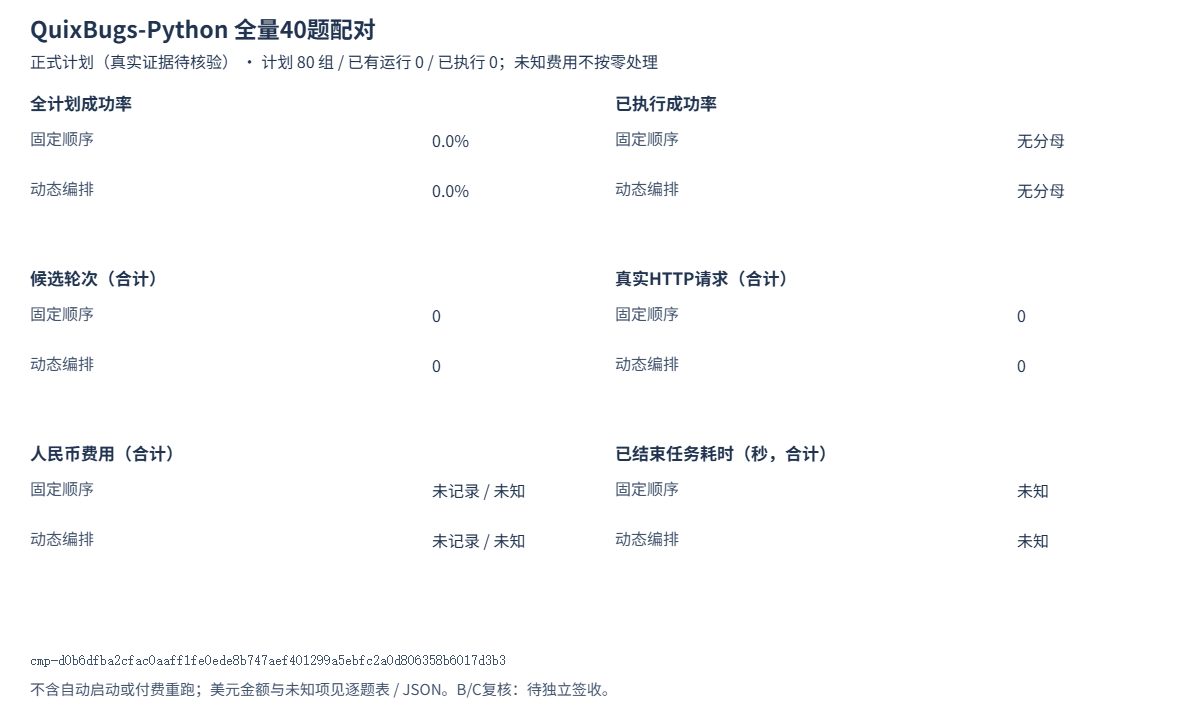 QuixBugs-Python 全量40题配对
正式计划（真实证据待核验） · 计划 80 组 / 已有运行 0 / 已执行 0；未知费用不按零处理
全计划成功率
固定顺序 0.0%
动态编排 0.0%
已执行成功率
固定顺序 无分母
动态编排 无分母
候选轮次（合计）
固定顺序 0
动态编排 0
真实HTTP请求（合计）
固定顺序 0
动态编排 0
人民币费用（合计）
固定顺序 未记录 / 未知
动态编排 未记录 / 未知
已结束任务耗时（秒，合计）
固定顺序 未知
动态编排 未知
cmp-d0b6dfba2cfac0aaff1fe0ede8b747aef401299a5ebfc2a0d806358b6017d3b3
不含自动启动或付费重跑；美元金额与未知项见逐题表 / JSON。B/C复核：待独立签收。